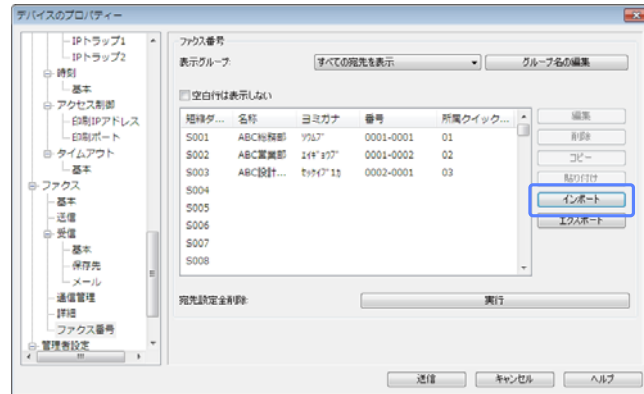 デバイスのプロパティー
IPトラップ1
IPトラップ2
時刻
基本
アクセス制御
印刷IPアドレス
印刷ポート
タイムアウト
基本
ファクス
基本
送信
受信
基本
保存先
メール
通信管理
詳細
ファクス番号
管理者設定
ファクス番号
表示グループ: すべての宛先を表示 グループ名の編集
空白行は表示しない
短縮ダ... 名称 ヨミガナ 番号 所属クイック...
S001 ABC総務部 ソウムブ 0001-0001 01
S002 ABC営業部 エイギョウブ 0001-0002 02
S003 ABC設計... 0002-0001 03
S004
S005
S006
S007
S008
編集
削除
コピー
貼り付け
インポート
エクスポート
宛先設定全削除: 実行
送信 キャンセル ヘルプ